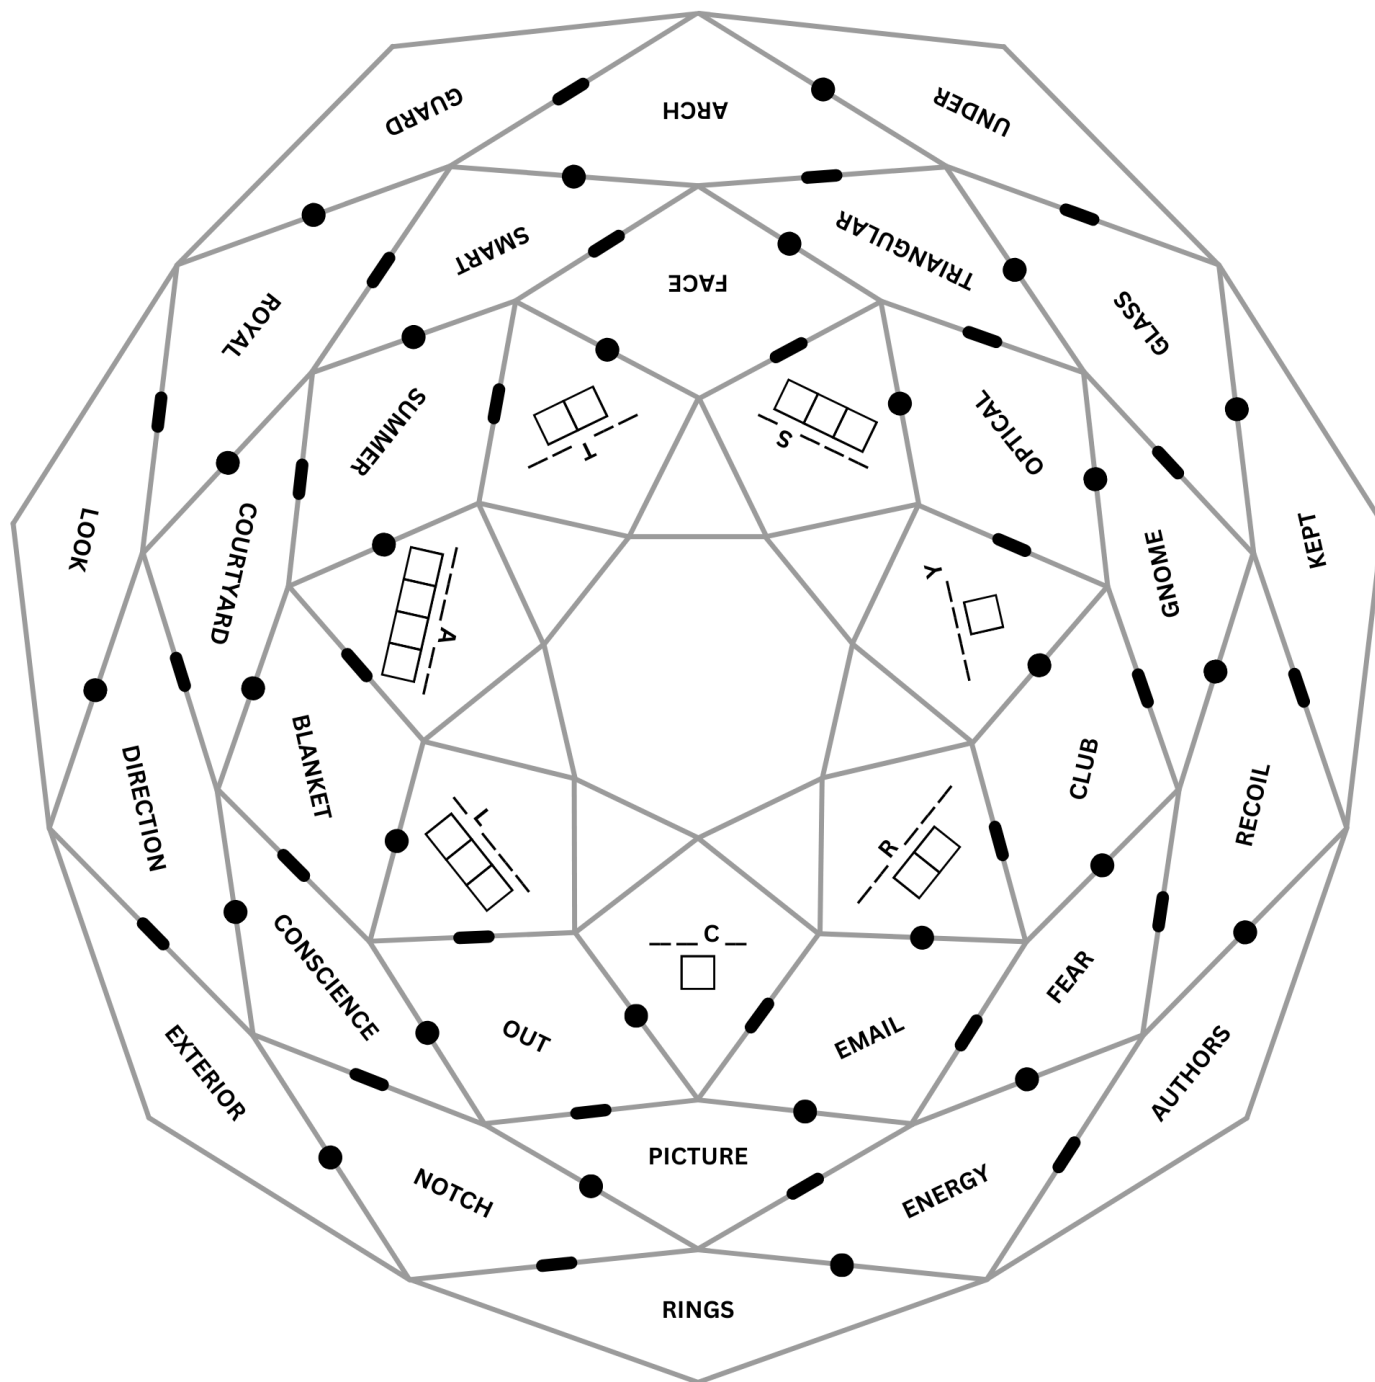 GUARD
ARCH
UNDER
SMART
TRIANGULAR
ROYAL
FACE
GLASS
SUMMER
T
S
OPTICAL
LOOK
COURTYARD
A
Y
GNOME
KEPT
DIRECTION
BLANKET
L
R
CLUB
RECOIL
CONSCIENCE
C
FEAR
EXTERIOR
OUT
EMAIL
AUTHORS
NOTCH
PICTURE
ENERGY
RINGS